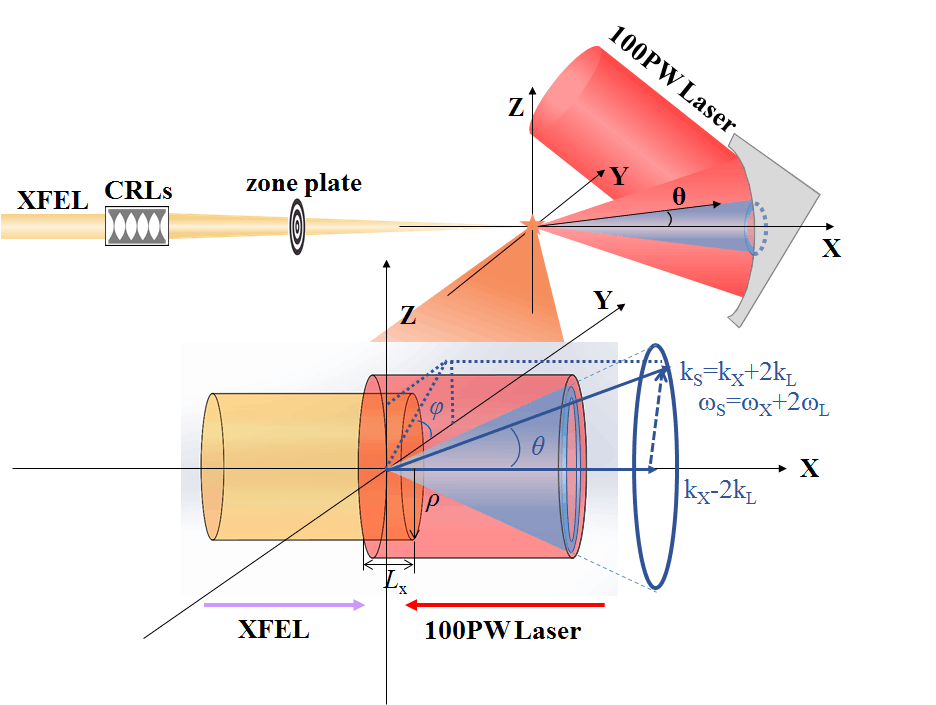 100PW Laser
Z
XFEL
CRLs
zone plate
Y
θ
X
Z
Y
k_S=k_X+2k_L
ω_S=ω_X+2ω_L
φ
θ
X
k_X-2k_L
ρ
L_x
XFEL
100PW Laser